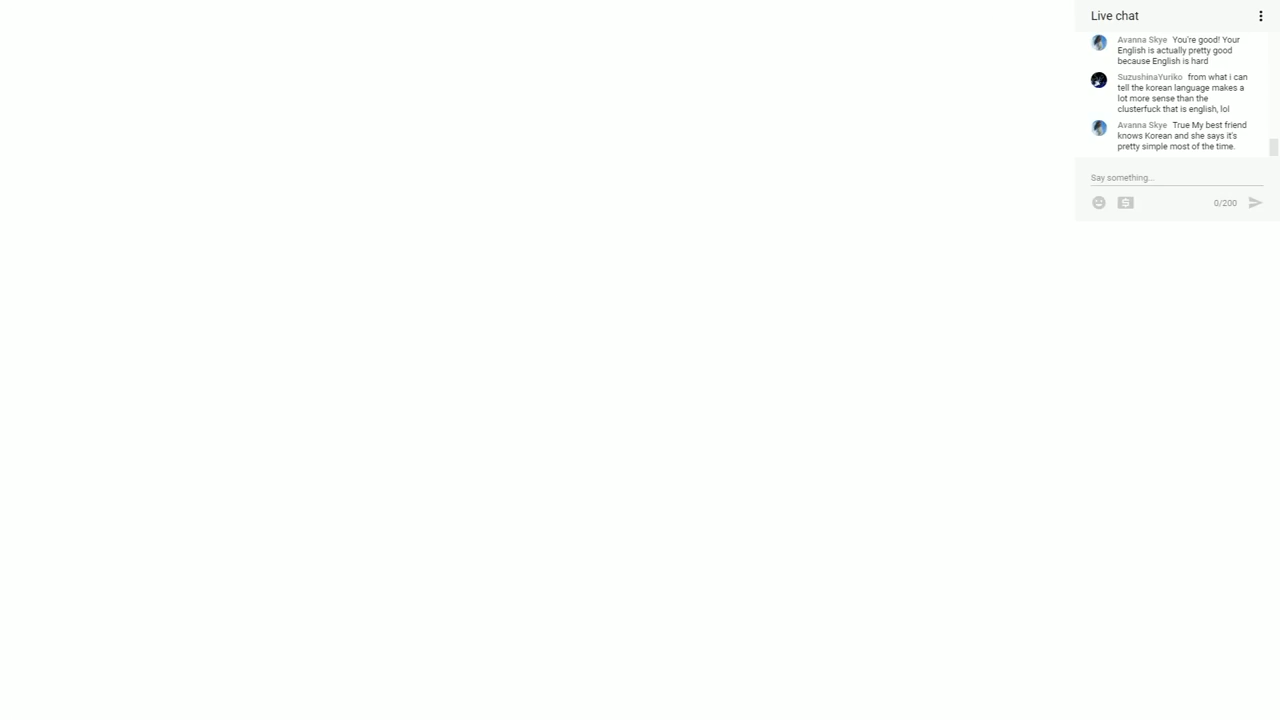 Live chat
Avanna Skye You're good! Your
English is actually pretty good
because English is hard
SuzushinaYuriko from what i can
tell the korean language makes a
lot more sense than the
clusterfuck that is english, lol
Avanna Skye True My best friend
knows Korean and she says it's
pretty simple most of the time.
Say something...
0/200